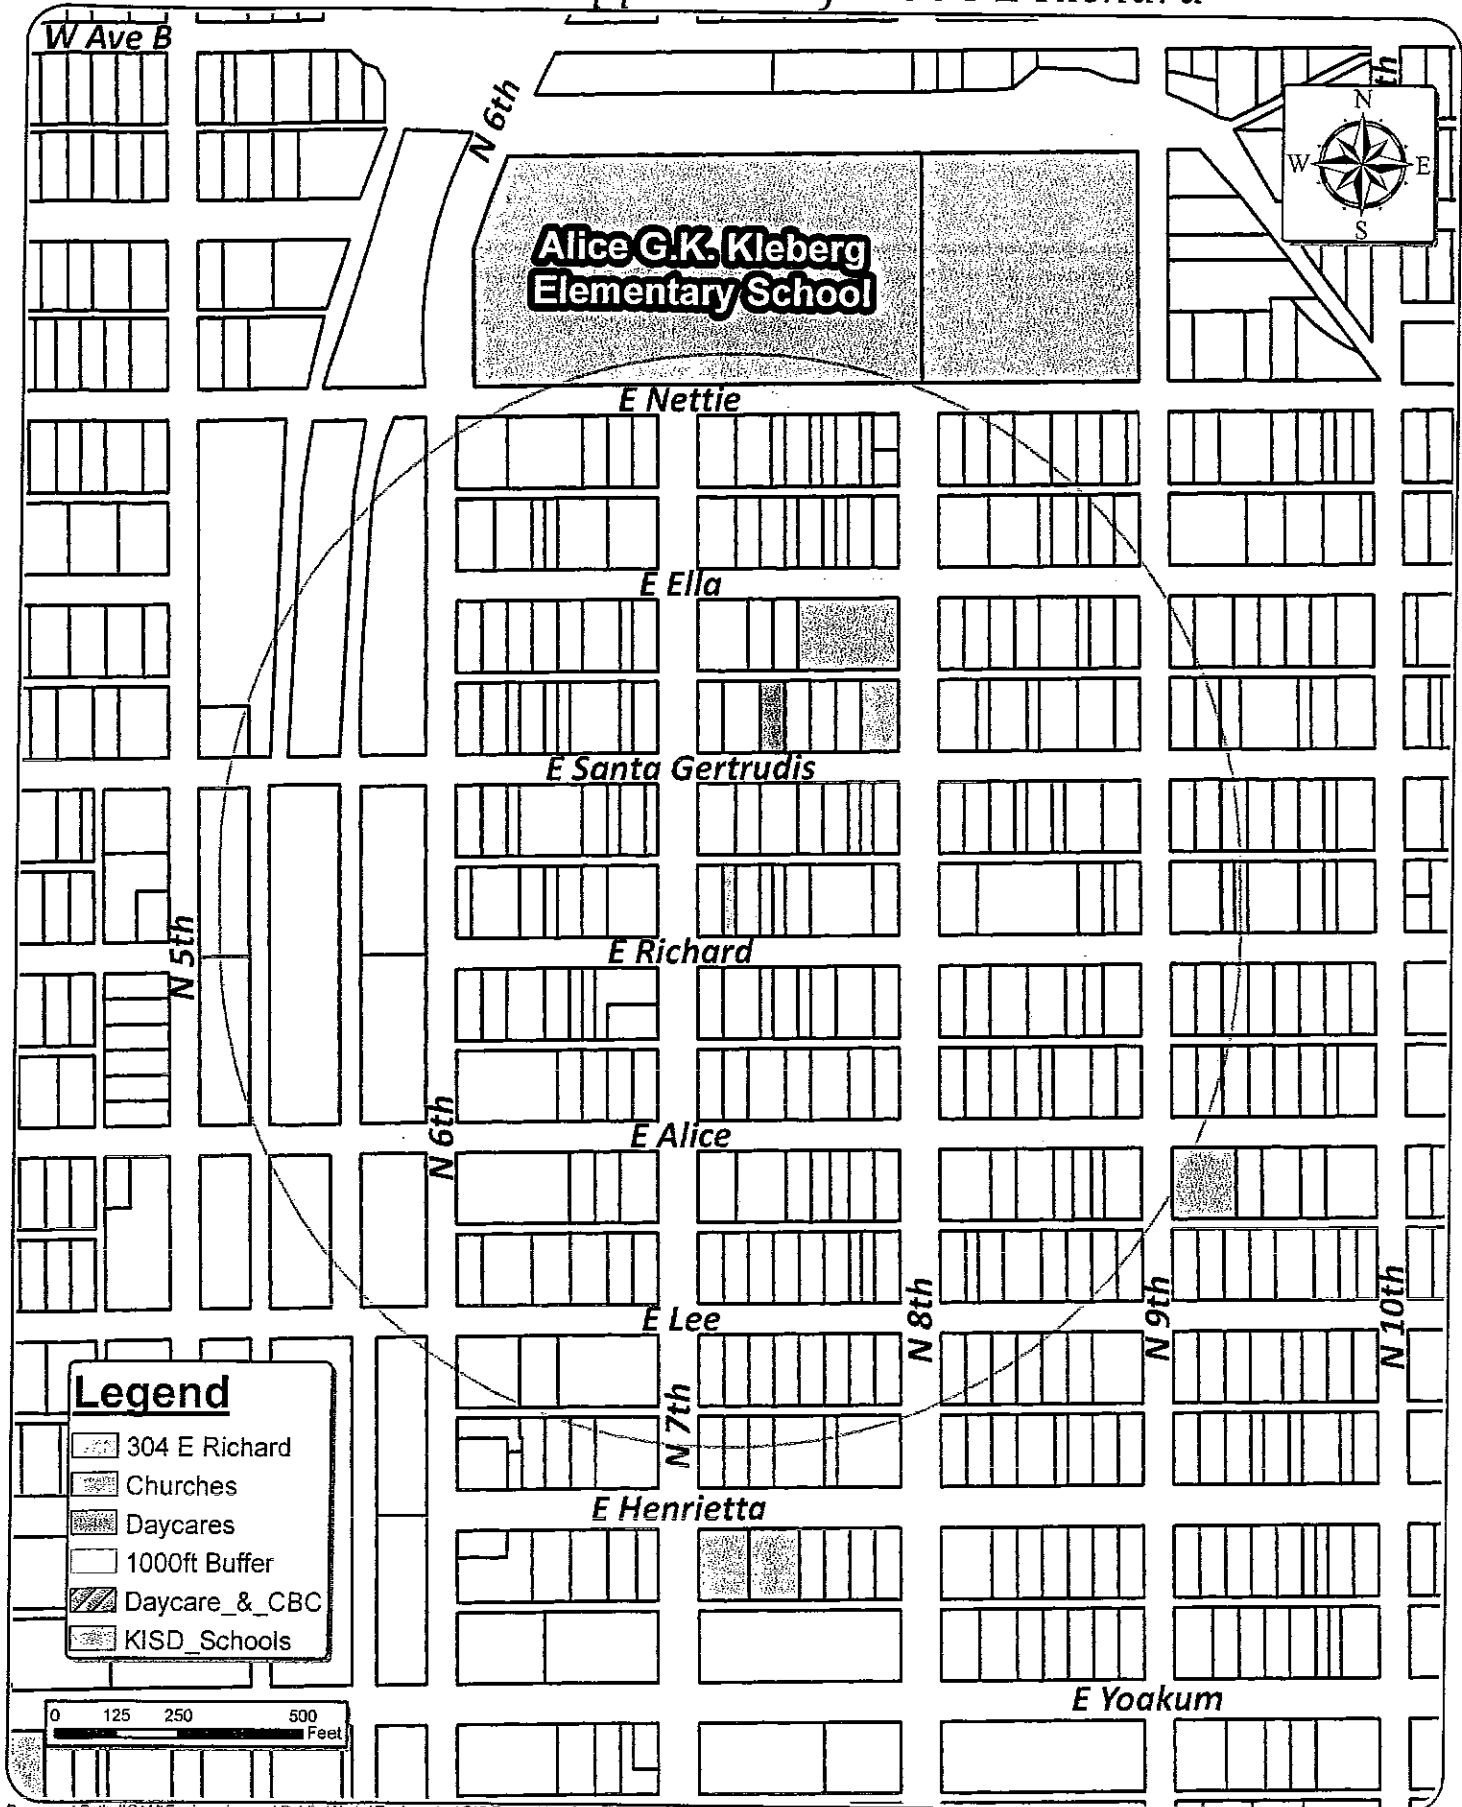 W Ave B
N 6th
th
N
W E
S
Alice G.K. Kleberg
Elementary School
E Nettie
E Ella
E Santa Gertrudis
N 5th
E Richard
N 6th
E Alice
E Lee
N 8th
N 9th
N 10th
N 7th
Legend
304 E Richard
Churches
Daycares
1000ft Buffer
Daycare_&_CBC
KISD_Schools
E Henrietta
E Yoakum
0 125 250 500
Feet